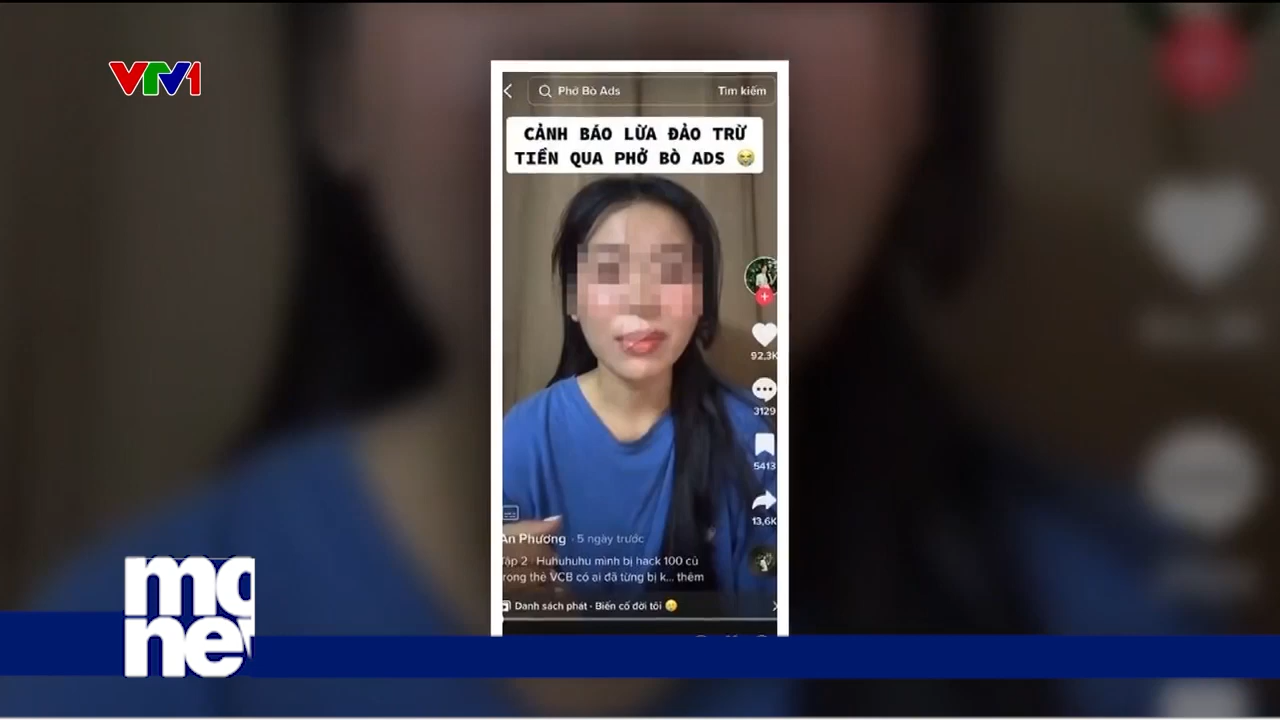 VTV1
Phở Bò Ads
Tìm kiếm
CẢNH BÁO LỪA ĐẢO TRỪ
TIỀN QUA PHỞ BÒ ADS 😭
92,3K
3129
5413
13,6K
An Phương · 5 ngày trước
Tập 2 - Huhuhuhu mình bị hack 100 củ
trong thẻ VCB có ai đã từng bị k... thêm
Danh sách phát · Biến cố đời tôi 😢